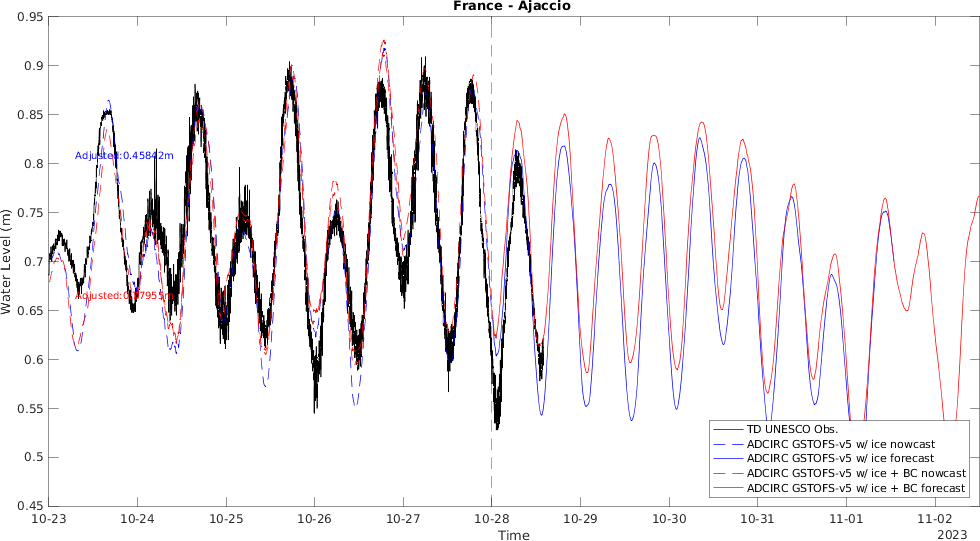 France - Ajaccio
0.95
0.9
0.85
0.8
0.75
0.7
0.65
0.6
0.55
0.5
0.45
Water Level (m)
Adjusted:0.45842m
TD UNESCO Obs.
ADCIRC GSTOFS-v5 w/ ice nowcast
ADCIRC GSTOFS-v5 w/ ice forecast
ADCIRC GSTOFS-v5 w/ ice + BC nowcast
ADCIRC GSTOFS-v5 w/ ice + BC forecast
10-23 10-24 10-25 10-26 10-27 10-28 10-29 10-30 10-31 11-01 11-02
Time
2023